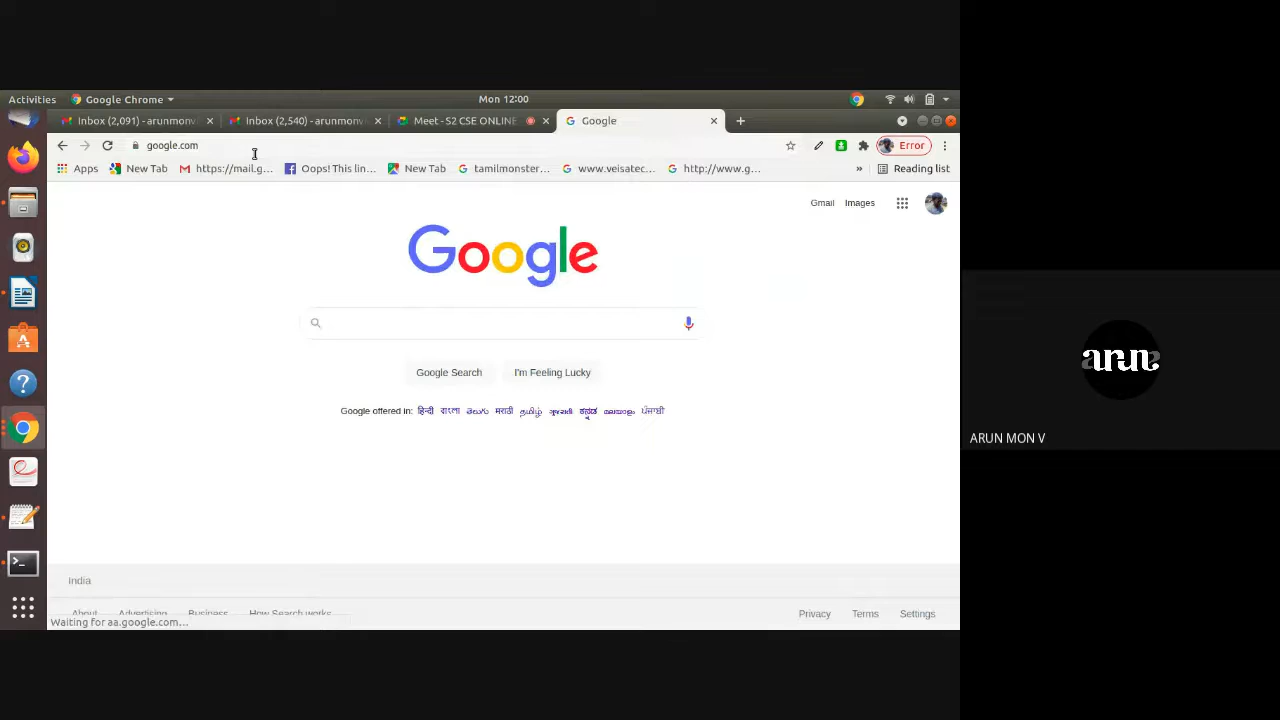 Activities Google Chrome Mon 12:00
Inbox (2,091) - arunmonv Inbox (2,540) - arunmonv Meet - S2 CSE ONLINE Google
google.com Error
Apps New Tab https://mail.g... Oops! This lin... New Tab tamilmonster... www.veisatec... http://www.g... » Reading list
Gmail Images
Google
Google Search I'm Feeling Lucky
Google offered in: हिन्दी বাংলা తెలుగు मराठी தமிழ் ગુજરાતી ಕನ್ನಡ മലയാളം ਪੰਜਾਬੀ
arun
ARUN MON V
India
About Advertising Business How Search works Privacy Terms Settings
Waiting for aa.google.com...